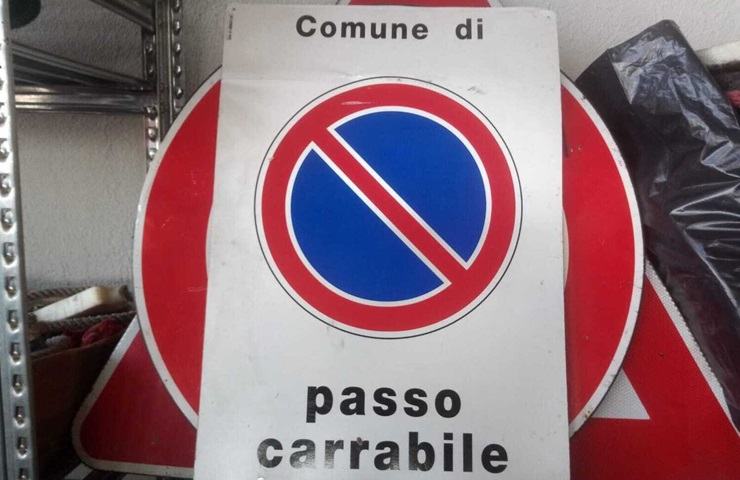 Comune di
passo
carrabile